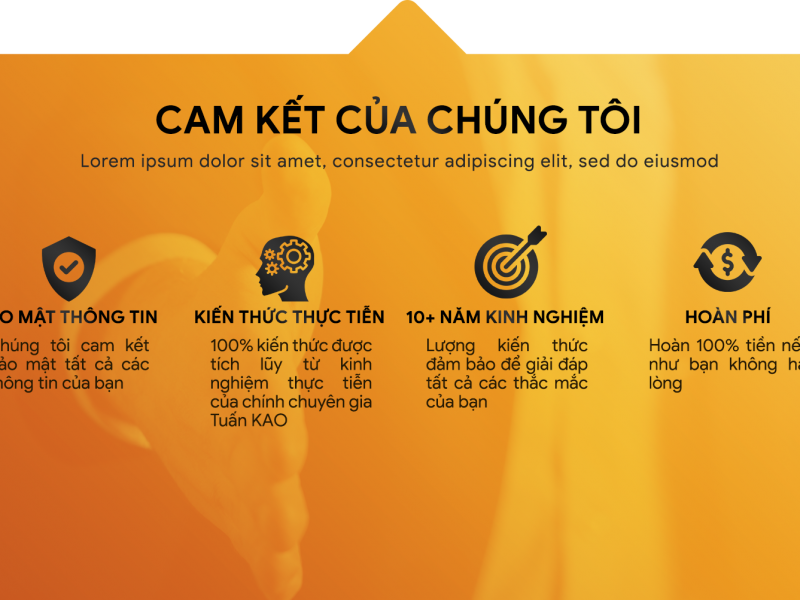 CAM KẾT CỦA CHÚNG TÔI
Lorem ipsum dolor sit amet, consectetur adipiscing elit, sed do eiusmod
MẬT THÔNG TIN
húng tôi cam kết
mật tất cả các
tin của bạn
KIẾN THỨC THỰC TIỄN
100% kiến thức được
tích lũy từ kinh
nghiệm thực tiễn
của chính chuyên gia
Tuấn KAO
10+ NĂM KINH NGHIỆM
Lượng kiến thức
đảm bảo để giải đáp
tất cả các thắc mắc
của bạn
HOÀN PHÍ
Hoàn 100% tiền
như bạn không
lòng